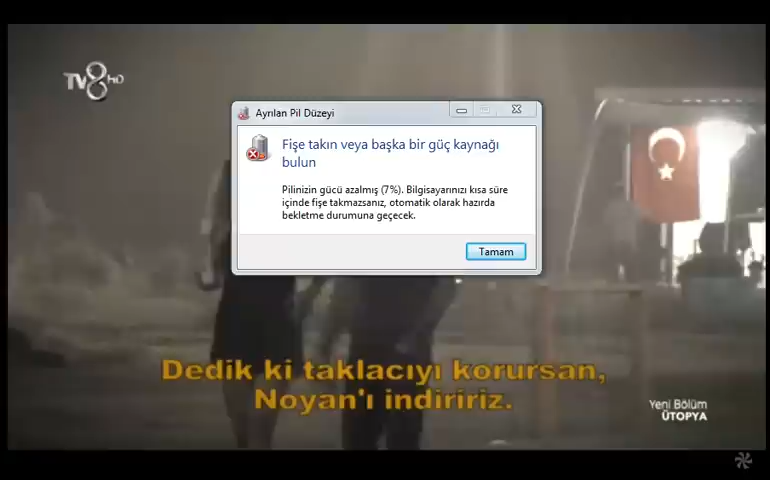 TV8 HD
Ayrılan Pil Düzeyi
Fişe takın veya başka bir güç kaynağı
bulun
Pilinizin gücü azalmış (7%). Bilgisayarınızı kısa süre
içinde fişe takmazsanız, otomatik olarak hazırda
bekletme durumuna geçecek.
Tamam
Dedik ki taklacıyı korursan,
Noyan'ı indiririz.
Yeni Bölüm
ÜTOPYA